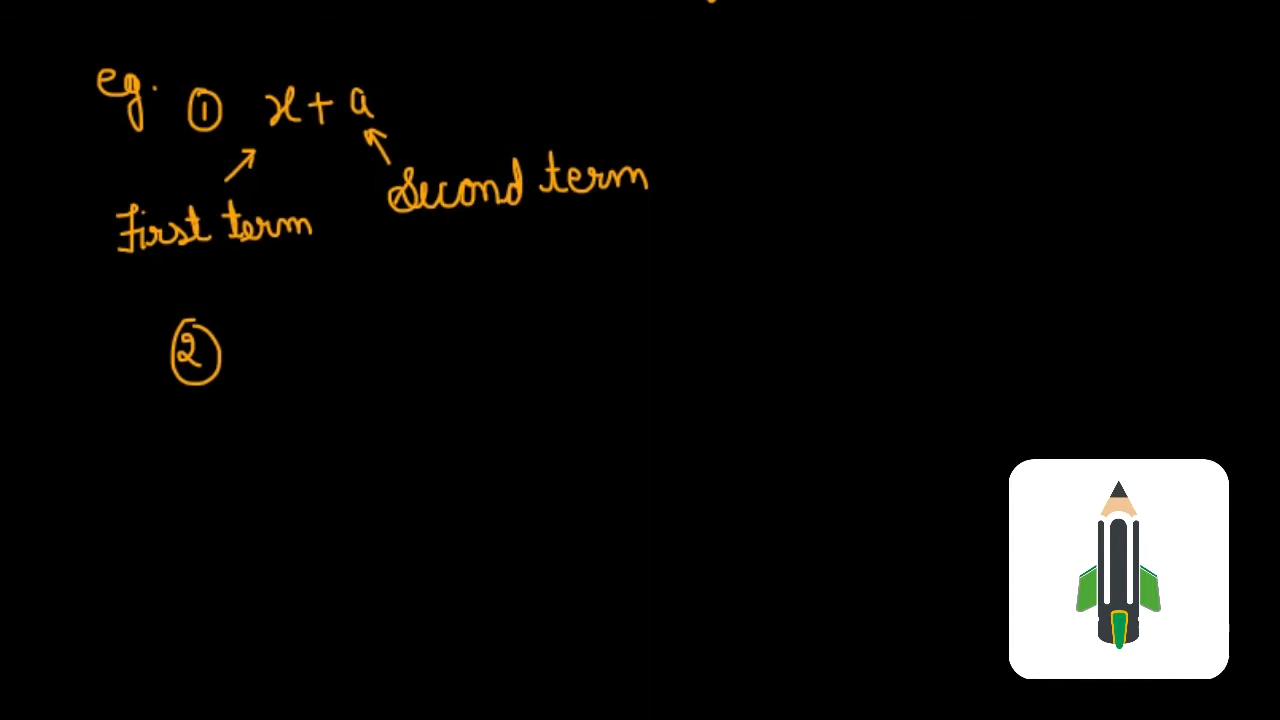 eg. ① x + a
Second term
First term
②